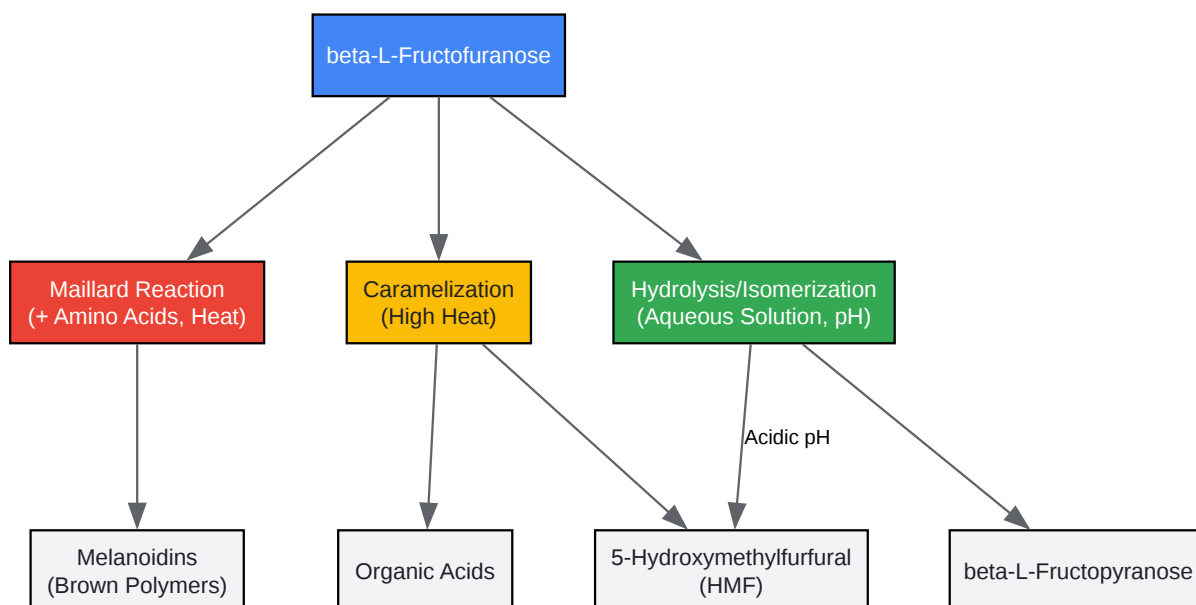 beta-L-Fructofuranose
Maillard Reaction
(+ Amino Acids, Heat)
Caramelization
(High Heat)
Hydrolysis/Isomerization
(Aqueous Solution, pH)
Acidic pH
Melanoidins
(Brown Polymers)
Organic Acids
5-Hydroxymethylfurfural
(HMF)
beta-L-Fructopyranose